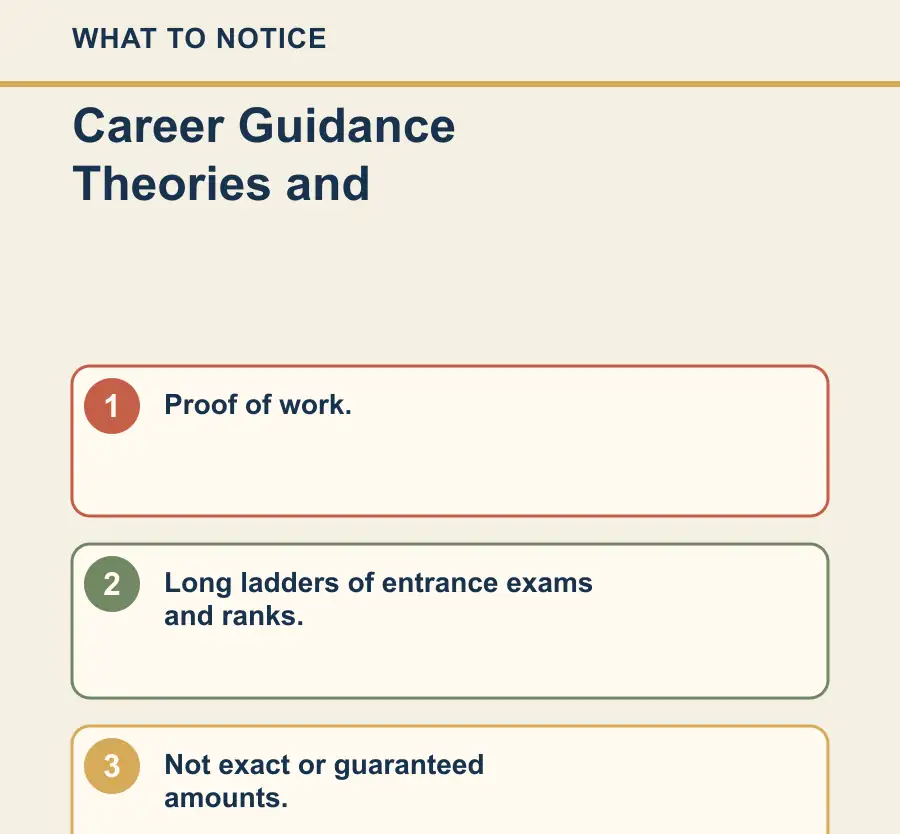 WHAT TO NOTICE
Career Guidance
Theories and
1
Proof of work.
2
Long ladders of entrance exams
and ranks.
3
Not exact or guaranteed
amounts.